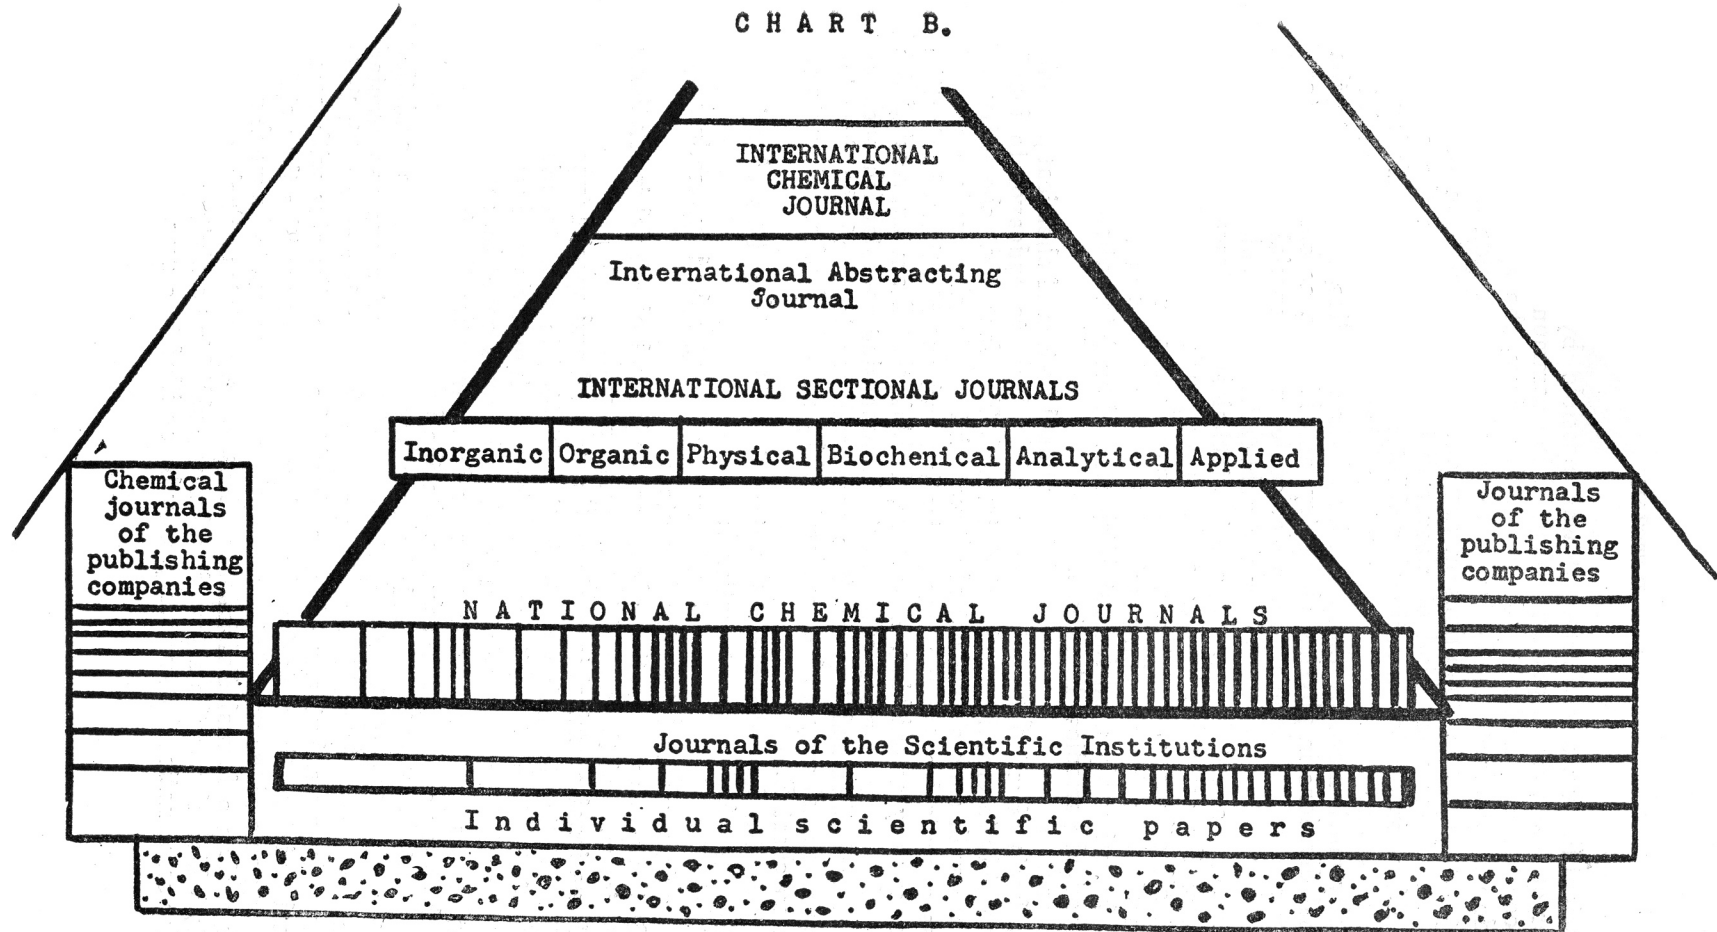 CHART B.
INTERNATIONAL
CHEMICAL
JOURNAL
International Abstracting
Journal
INTERNATIONAL SECTIONAL JOURNALS
Inorganic Organic Physical Biochenical Analytical Applied
Chemical
journals
of the
publishing
companies
Journals
of the
publishing
companies
NATIONAL CHEMICAL JOURNALS
Journals of the Scientific Institutions
Individual scientific papers